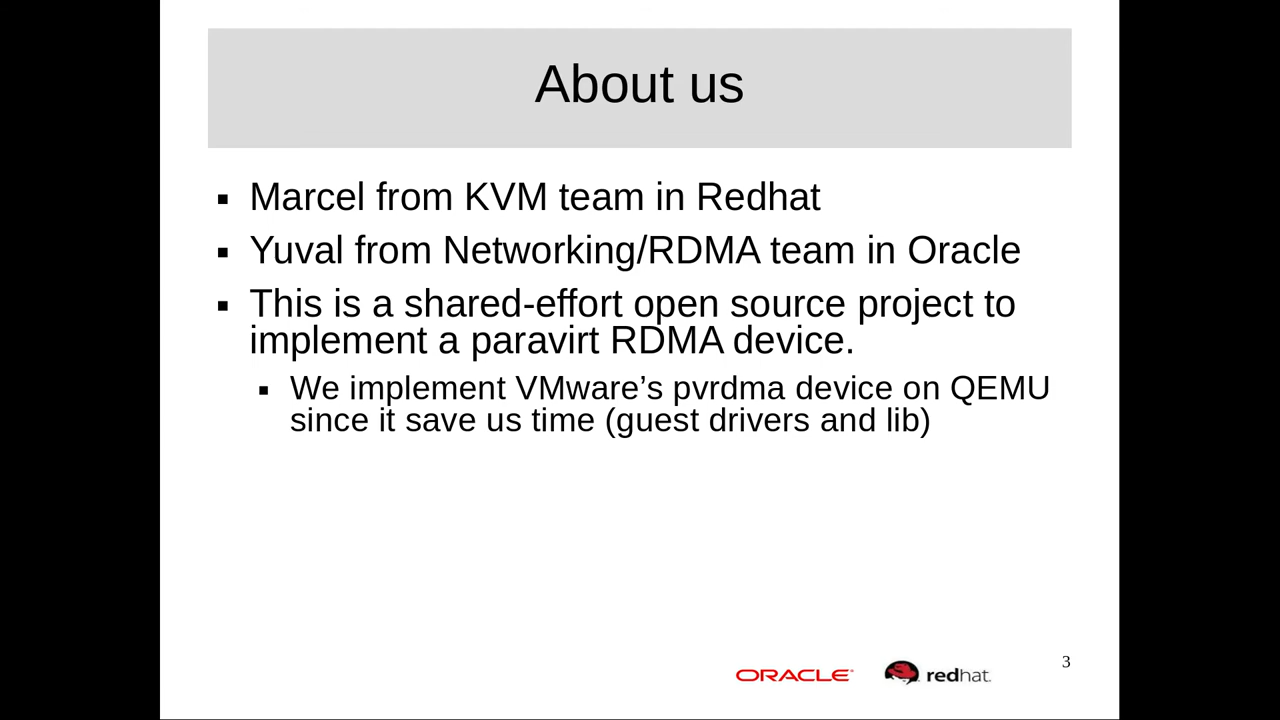 About us
▪ Marcel from KVM team in Redhat
▪ Yuval from Networking/RDMA team in Oracle
▪ This is a shared-effort open source project to
implement a paravirt RDMA device.
▪ We implement VMware’s pvrdma device on QEMU
since it save us time (guest drivers and lib)
ORACLE redhat.
3